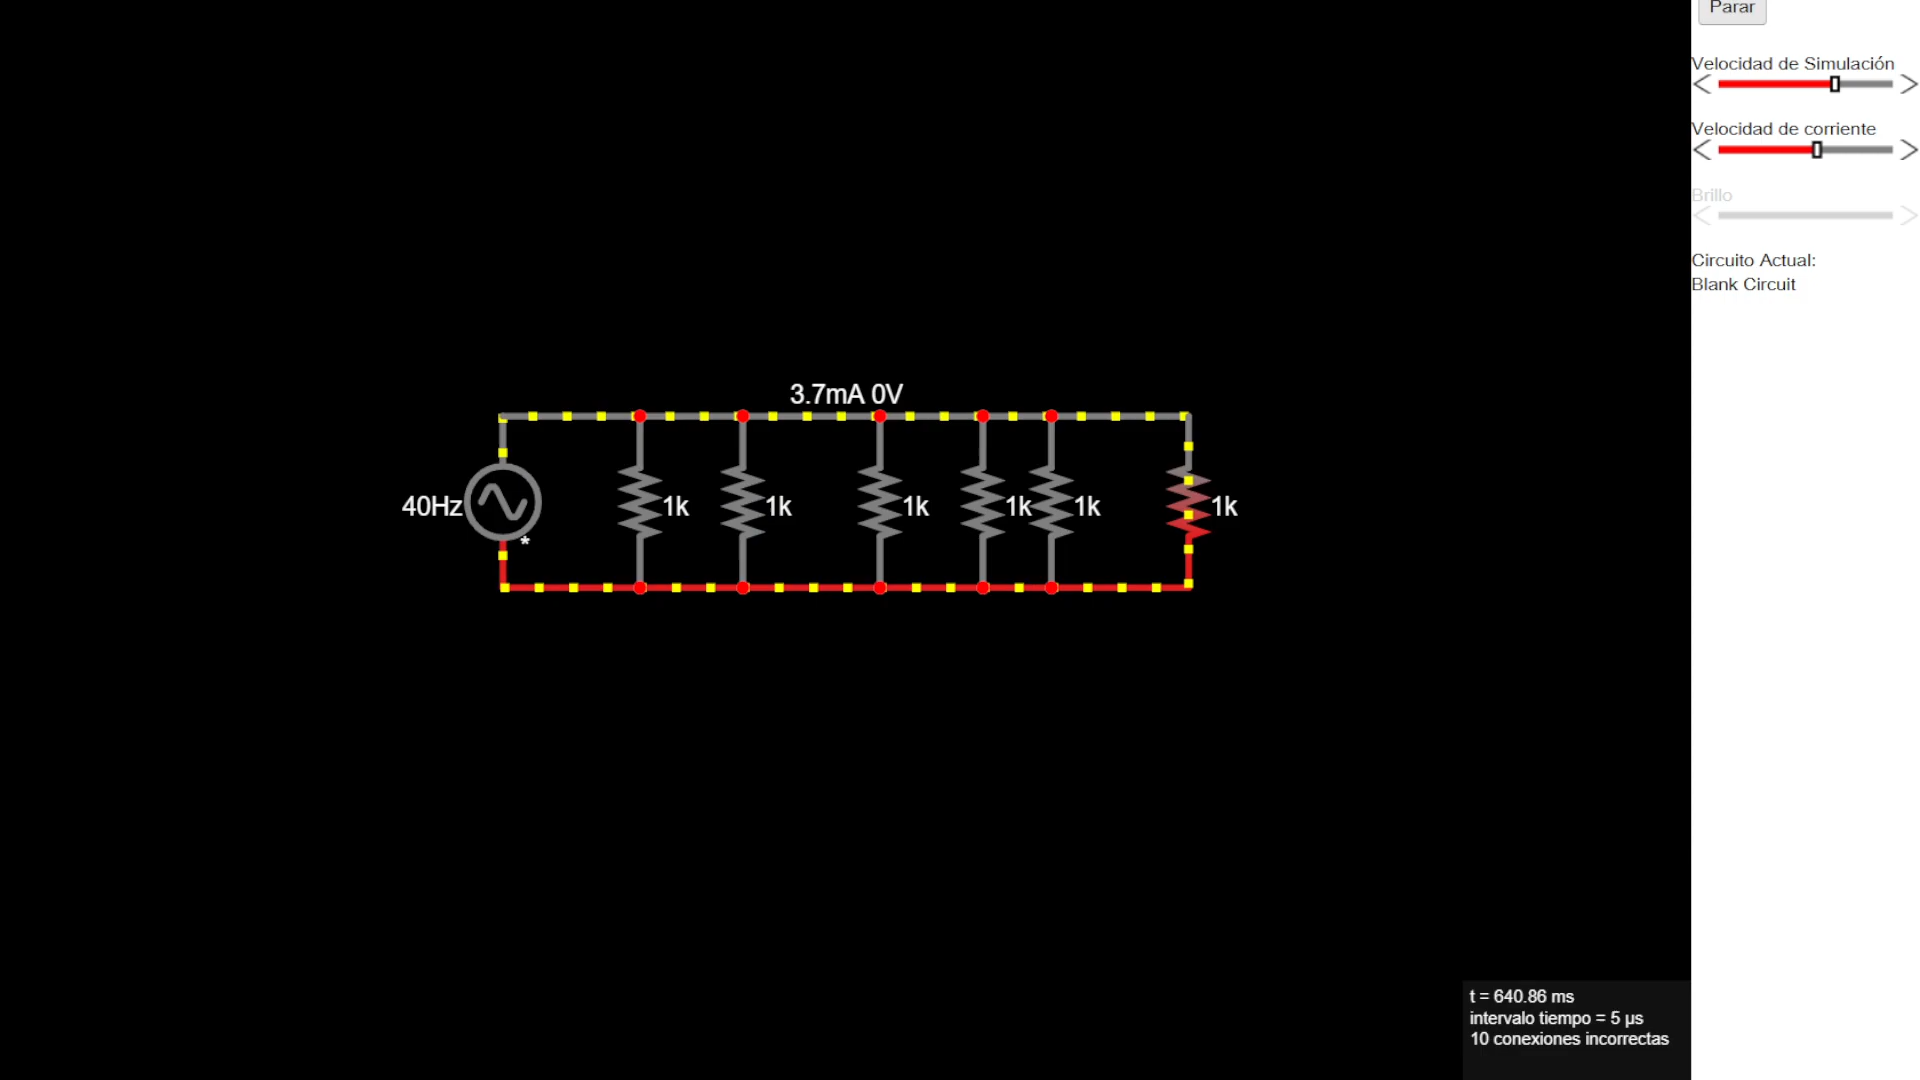 Parar
Velocidad de Simulación
Velocidad de corriente
Brillo
Circuito Actual:
Blank Circuit
3.7mA 0V
40Hz
*
1k 1k 1k 1k 1k 1k
t = 640.86 ms
intervalo tiempo = 5 µs
10 conexiones incorrectas